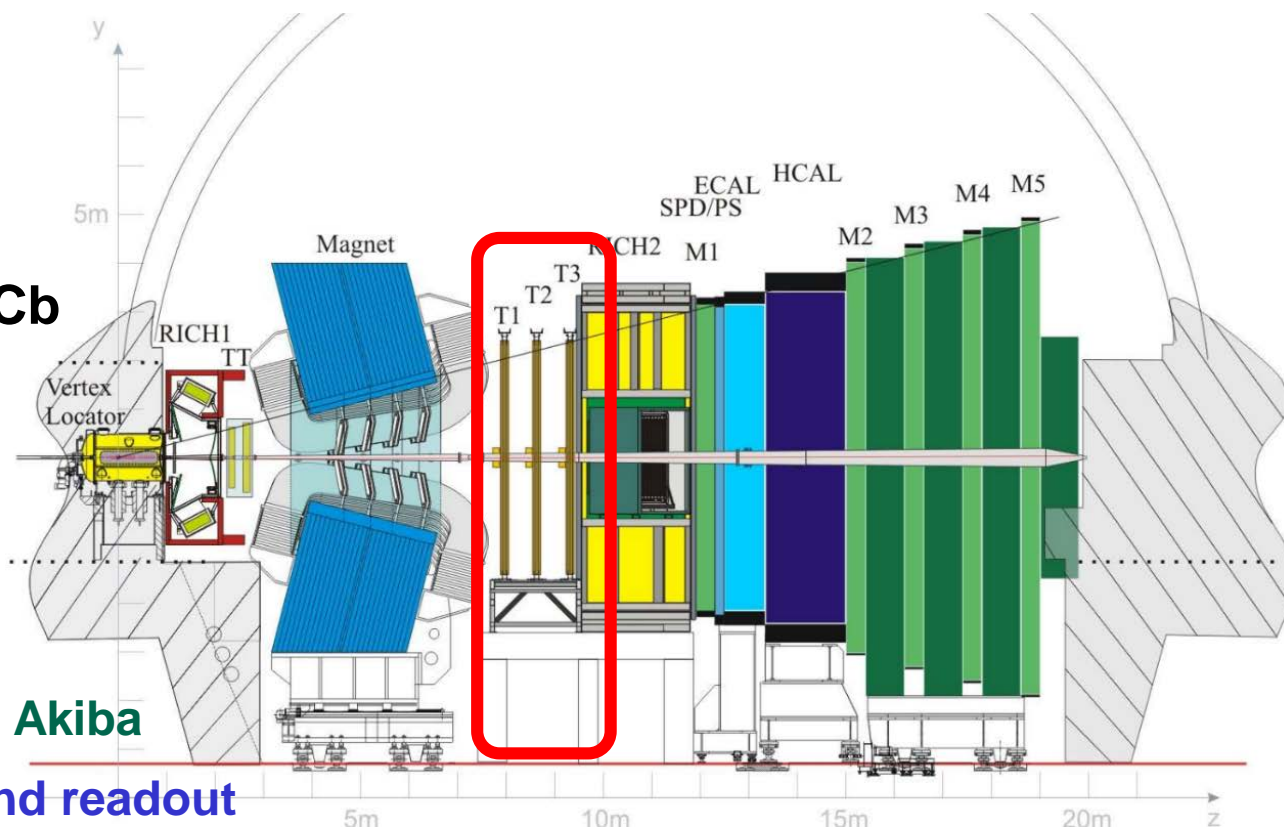 y
HCAL
ECAL
M5
M4
SPD/PS
M3
5m
M2
Magnet
RICH2
M1
T3
Cb
T2
RICH1
T1
TT
Vertex
Locator
Akiba
nd readout
5m
10m
15m
20m
z